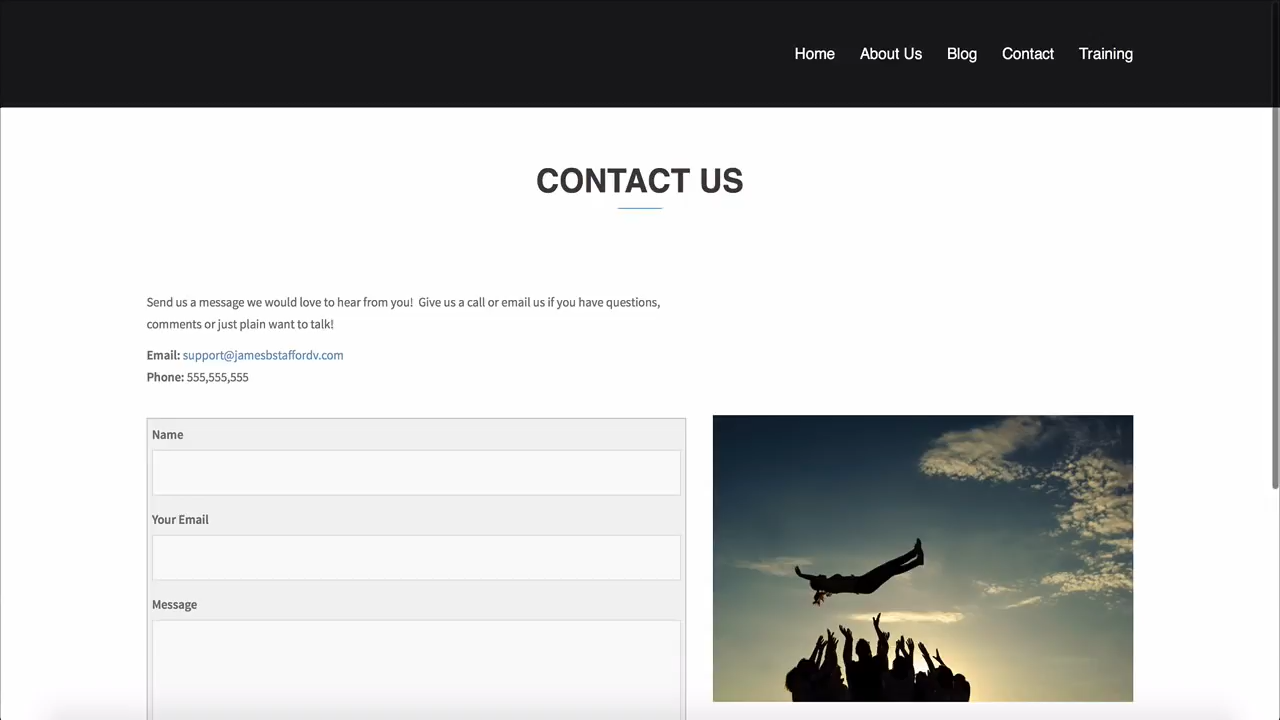 Home About Us Blog Contact Training
CONTACT US
Send us a message we would love to hear from you! Give us a call or email us if you have questions,
comments or just plain want to talk!
Email: support@jamesbstaffordv.com
Phone: 555,555,555
Name
Your Email
Message